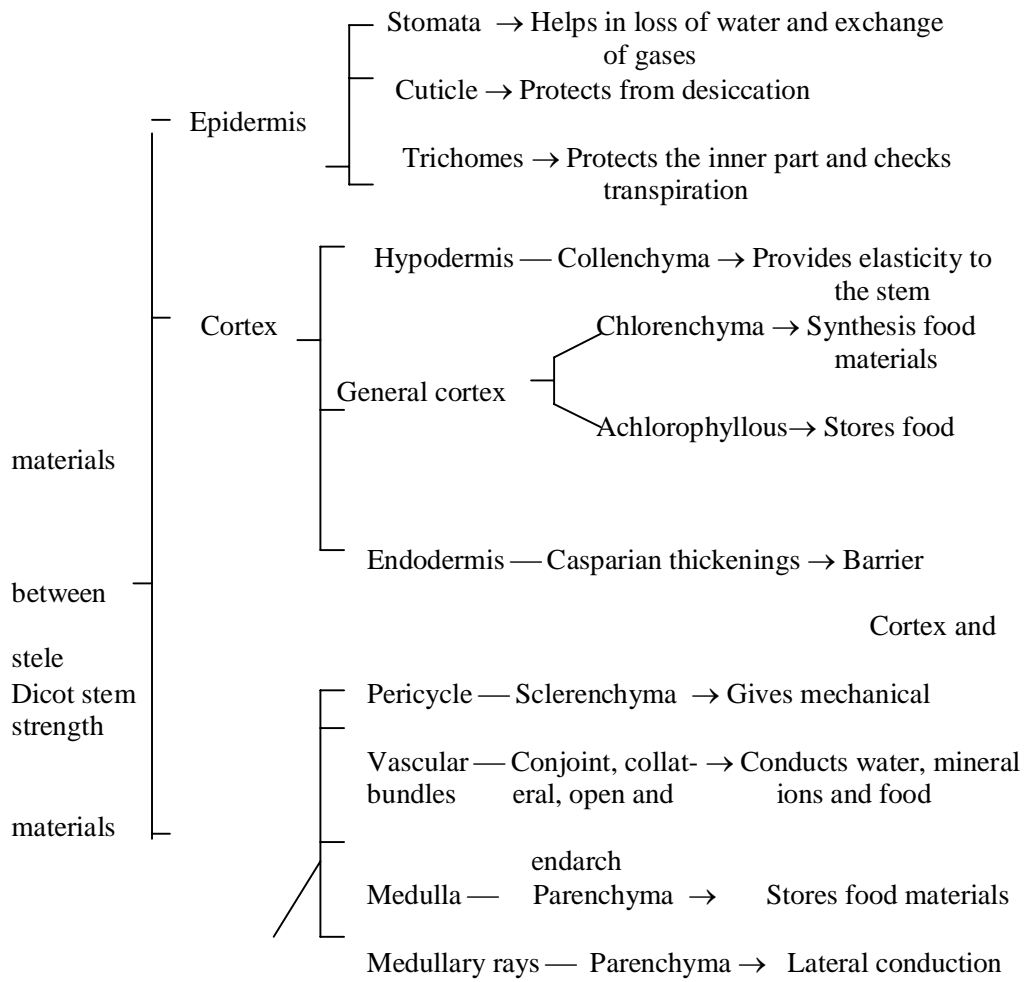 Stomata → Helps in loss of water and exchange
of gases
Cuticle → Protects from desiccation
Epidermis
Trichomes → Protects the inner part and checks
transpiration
Hypodermis — Collenchyma → Provides elasticity to
the stem
Cortex
Chlorenchyma → Synthesis food
materials
General cortex
Achlorophyllous → Stores food
materials
Endodermis — Casparian thickenings → Barrier
between
Cortex and
stele
Dicot stem
Pericycle — Sclerenchyma → Gives mechanical
strength
Vascular — Conjoint, collat- → Conducts water, mineral
bundles eral, open and ions and food
materials
endarch
Medulla — Parenchyma → Stores food materials
Medullary rays — Parenchyma → Lateral conduction